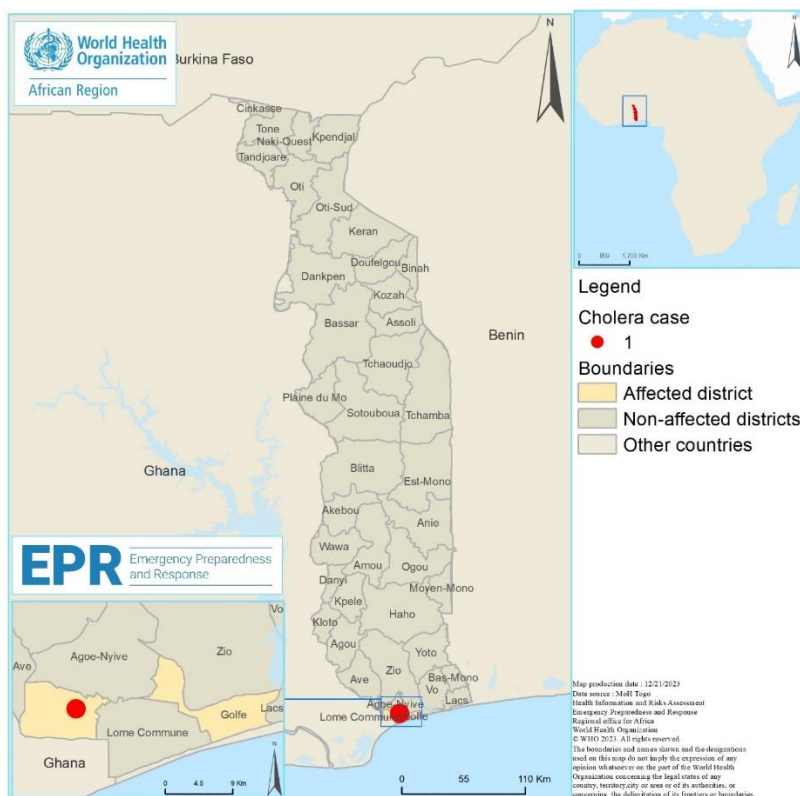 World Health
Organization
African Region
Burkina Faso
N
Cinkasse
Tone
Naki-Ouest
Kpendjal
Tandjoare
Oti
Oti-Sud
Keran
Doufelgou
Binah
Dankpen
Kozah
Bassar
Assoli
Benin
Tchaoudjo
Plaine du Mo
Sotouboua
Tchamba
Ghana
Blitta
Est-Mono
Akebou
Anie
Wawa
Amou
Ogou
Danyi
Moyen-Mono
Kpele
Kloto
Haho
Agou
Yoto
Zio
Ave
Bas-Mono
Vo
Lacs
Agoe-Nyive
Lome Commune
Golfe
0 55 110 Km
EPR
Emergency Preparedness
and Response
Vo
Zio
Ave
Agoe-Nyive
Golfe
Lacs
Lome Commune
Ghana
N
0 4.5 9 Km
N
0 850 1,700 Km
Legend
Cholera case
1
Boundaries
Affected district
Non-affected districts
Other countries
Map production date : 12/21/2023
Data source : MoH Togo
Health Information and Risks Assessment
Emergency Preparedness and Response
Regional office for Africa
World Health Organization
© WHO 2023. All rights reserved.
The boundaries and names shown and the designations
used on this map do not imply the expression of any
opinion whatsoever on the part of the World Health
Organization concerning the legal status of any
country, territory,city or area or of its authorities, or
concerning the delimitation of its frontiers or boundaries.